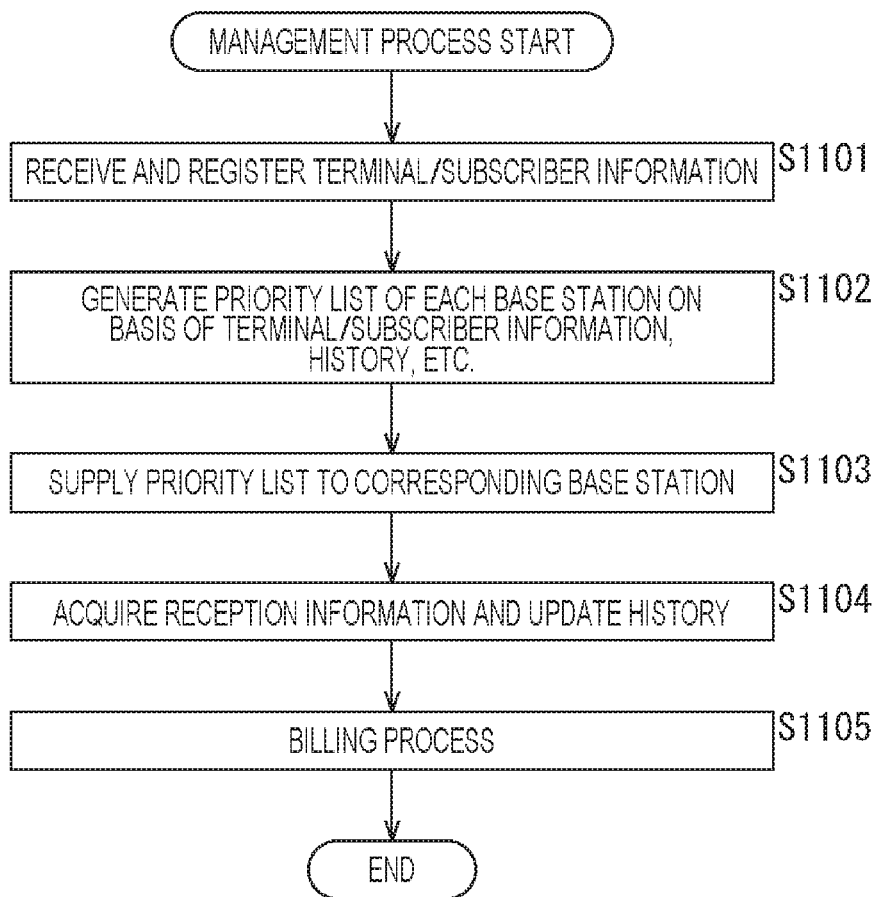 MANAGEMENT PROCESS START
RECEIVE AND REGISTER TERMINAL/SUBSCRIBER INFORMATION
S1101
GENERATE PRIORITY LIST OF EACH BASE STATION ON
BASIS OF TERMINAL/SUBSCRIBER INFORMATION,
HISTORY, ETC.
S1102
SUPPLY PRIORITY LIST TO CORRESPONDING BASE STATION
S1103
ACQUIRE RECEPTION INFORMATION AND UPDATE HISTORY
S1104
BILLING PROCESS
S1105
END